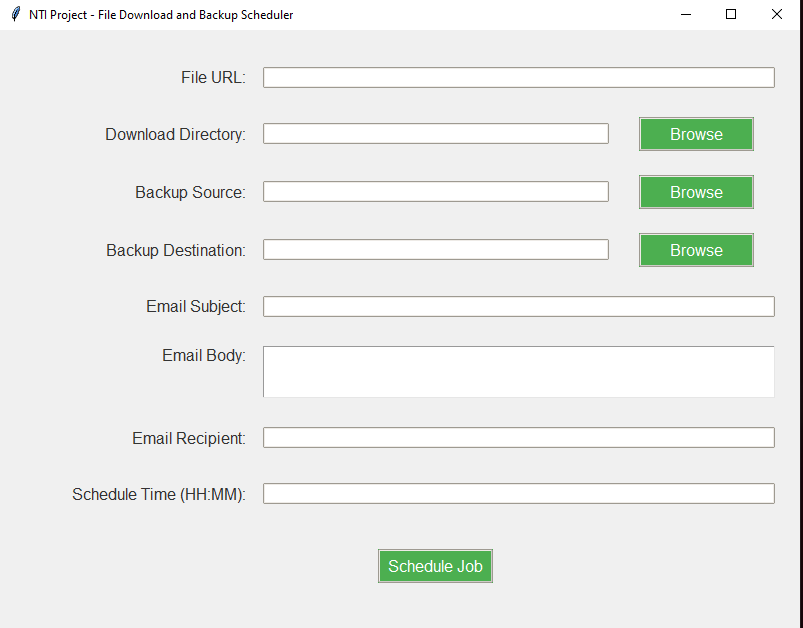 NTI Project - File Download and Backup Scheduler
File URL:
Download Directory: Browse
Backup Source: Browse
Backup Destination: Browse
Email Subject:
Email Body:
Email Recipient:
Schedule Time (HH:MM):
Schedule Job